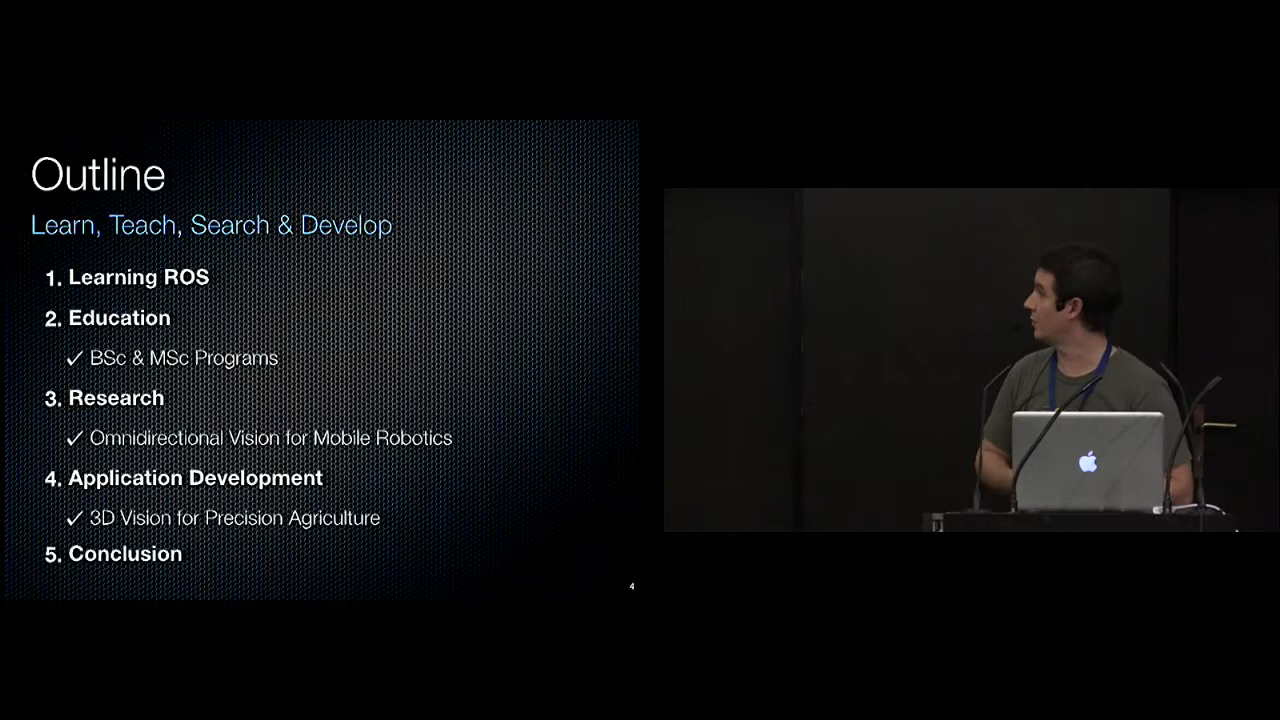 Outline
Learn, Teach, Search & Develop
1. Learning ROS
2. Education
✓ BSc & MSc Programs
3. Research
✓ Omnidirectional Vision for Mobile Robotics
4. Application Development
✓ 3D Vision for Precision Agriculture
5. Conclusion
4